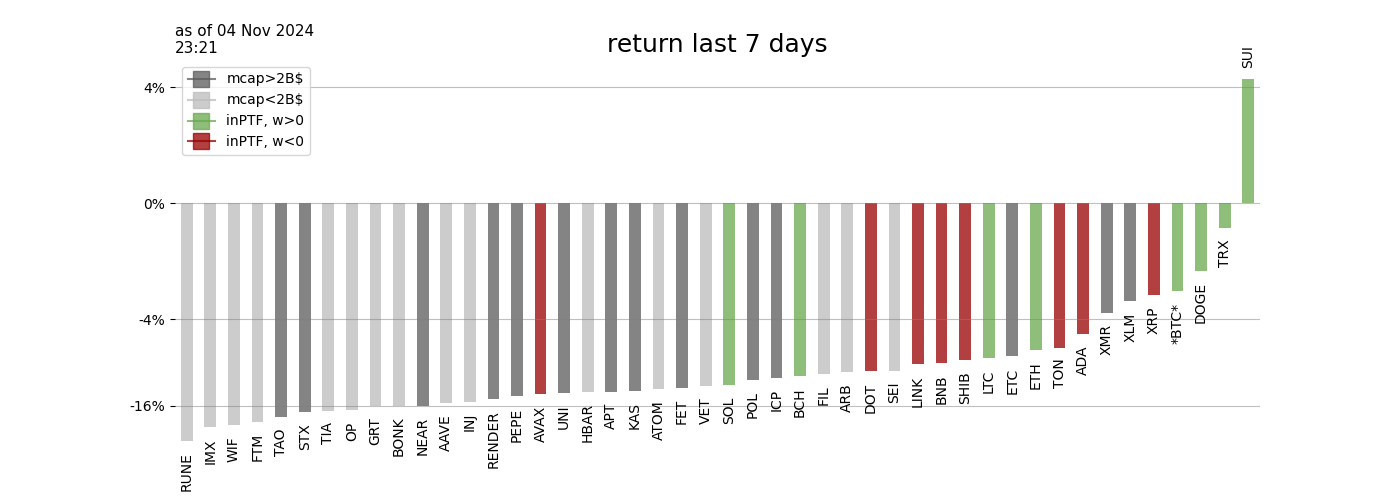 as of 04 Nov 2024
23:21
return last 7 days
mcap>2B$
mcap<2B$
inPTF, w>0
inPTF, w<0
4%
0%
-4%
-16%
RUNE
IMX
WIF
FTM
TAO
STX
TIA
OP
GRT
BONK
NEAR
AAVE
INJ
RENDER
PEPE
AVAX
UNI
HBAR
APT
KAS
ATOM
FET
VET
SOL
POL
ICP
BCH
FIL
ARB
DOT
SEI
LINK
BNB
SHIB
LTC
ETC
ETH
TON
ADA
XMR
XLM
XRP
*BTC*
DOGE
TRX
SUI